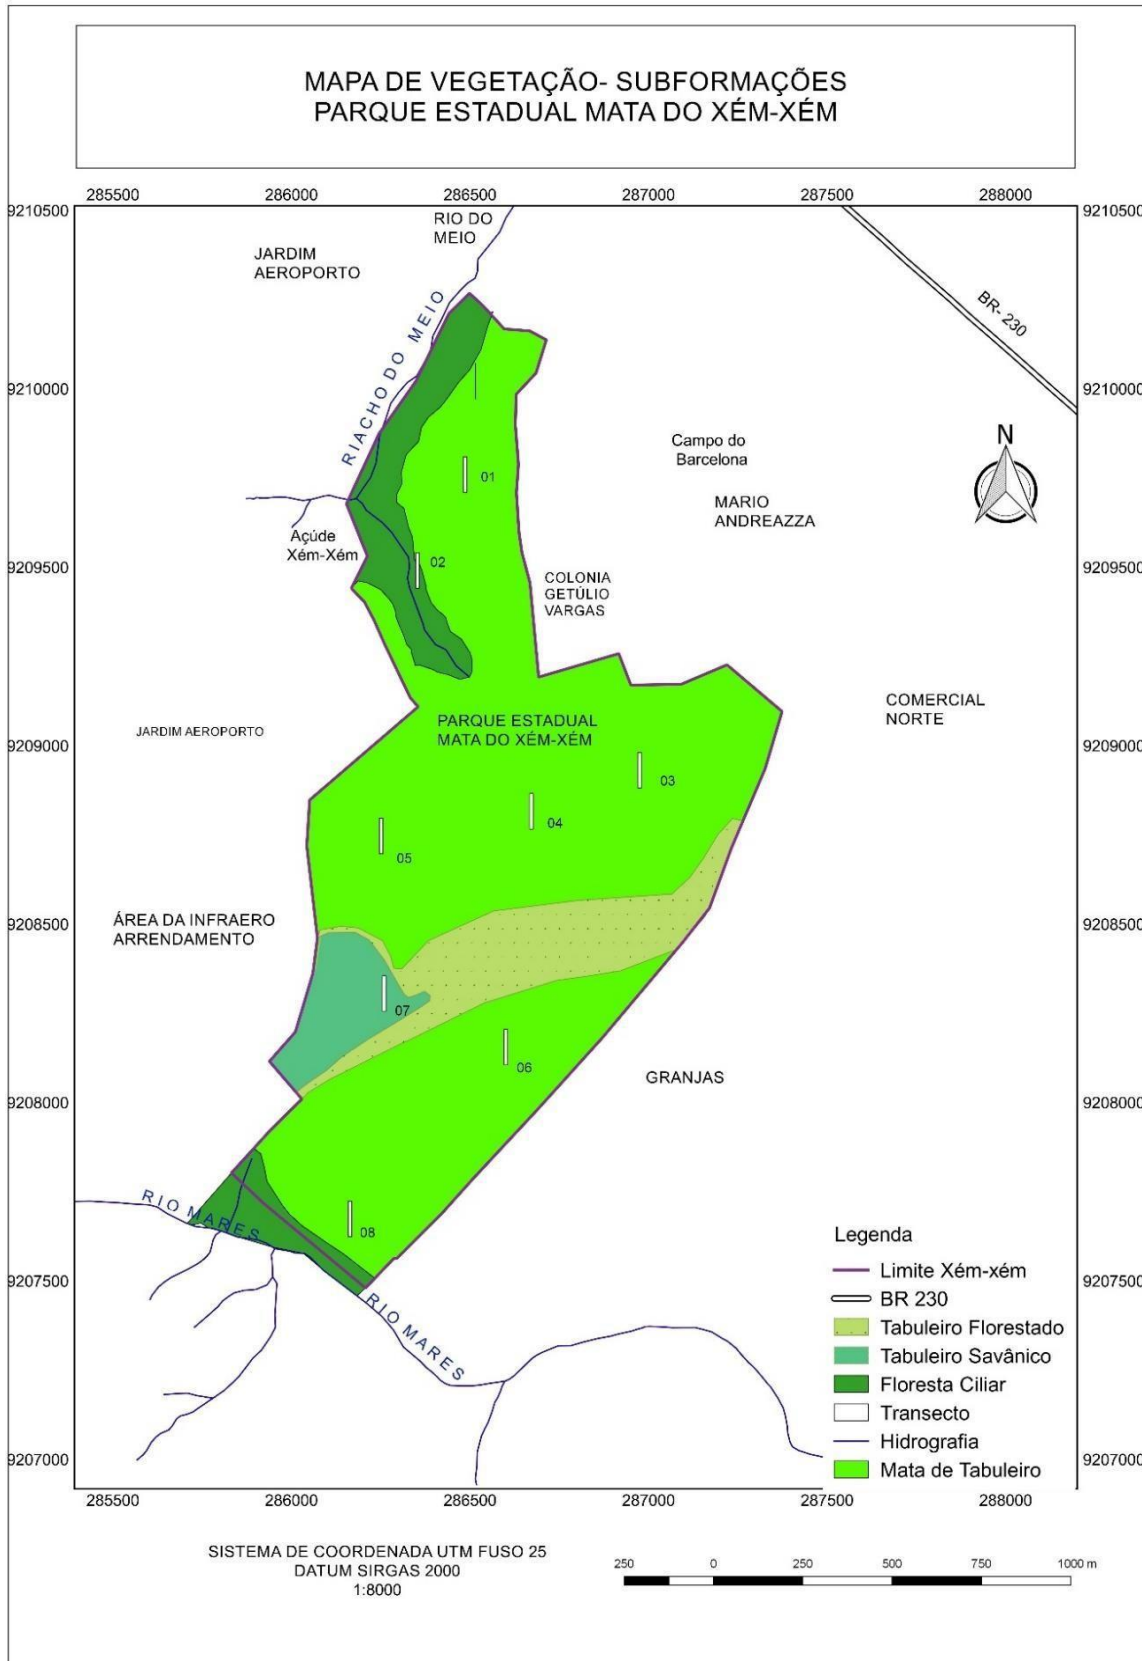 MAPA DE VEGETAÇÃO- SUBFORMAÇÕES
PARQUE ESTADUAL MATA DO XÉM-XÉM
285500 286000 286500 287000 287500 288000
9210500 9210500
RIO DO
MEIO
JARDIM
AEROPORTO
BR- 230
RIACHO DO MEIO
9210000 9210000
N
Campo do
Barcelona
01
MARIO
ANDREAZZA
Açúde
Xém-Xém
02
9209500 9209500
COLONIA
GETÚLIO
VARGAS
COMERCIAL
NORTE
PARQUE ESTADUAL
MATA DO XÉM-XÉM
JARDIM AEROPORTO
9209000 9209000
03
04
05
ÁREA DA INFRAERO
ARRENDAMENTO
9208500 9208500
07
06
GRANJAS
9208000 9208000
RIO MARES
08
9207500 9207500
RIO MARES
Legenda
Limite Xém-xém
BR 230
Tabuleiro Florestado
Tabuleiro Savânico
Floresta Ciliar
Transecto
Hidrografia
Mata de Tabuleiro
9207000 9207000
285500 286000 286500 287000 287500 288000
SISTEMA DE COORDENADA UTM FUSO 25
DATUM SIRGAS 2000
1:8000
250 0 250 500 750 1000 m